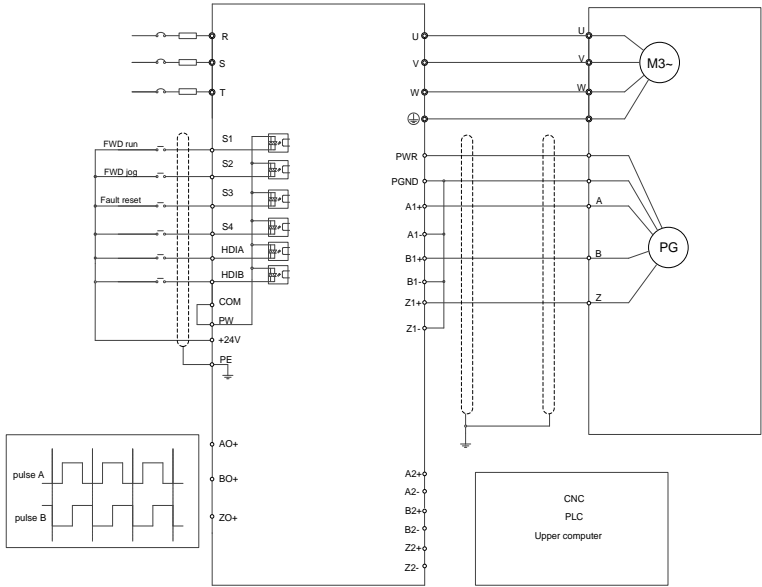 R
S
T
S1
FWD run
S2
FWD jog
S3
Fault reset
S4
HDIA
HDIB
COM
PW
+24V
PE
AO+
BO+
ZO+
pulse A
pulse B
U
V
W
PWR
PGND
A1+
A1-
B1+
B1-
Z1+
Z1-
A2+
A2-
B2+
B2-
Z2+
Z2-
U
V
W
M3~
A
B
Z
PG
CNC
PLC
Upper computer